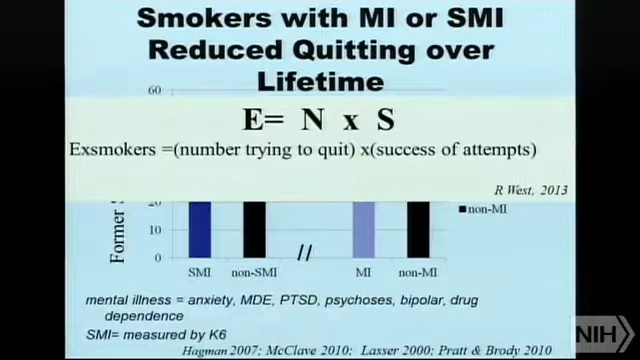 Smokers with MI or SMI
Reduced Quitting over
Lifetime
60
E= N x S
Exsmokers =(number trying to quit) x(success of attempts)
R West, 2013
20
10
0
Former
non-MI
SMI
non-SMI
//
MI
non-MI
mental illness = anxiety, MDE, PTSD, psychoses, bipolar, drug
dependence
SMI= measured by K6
Hagman 2007; McClave 2010; Lasser 2000; Pratt & Brody 2010
NIH